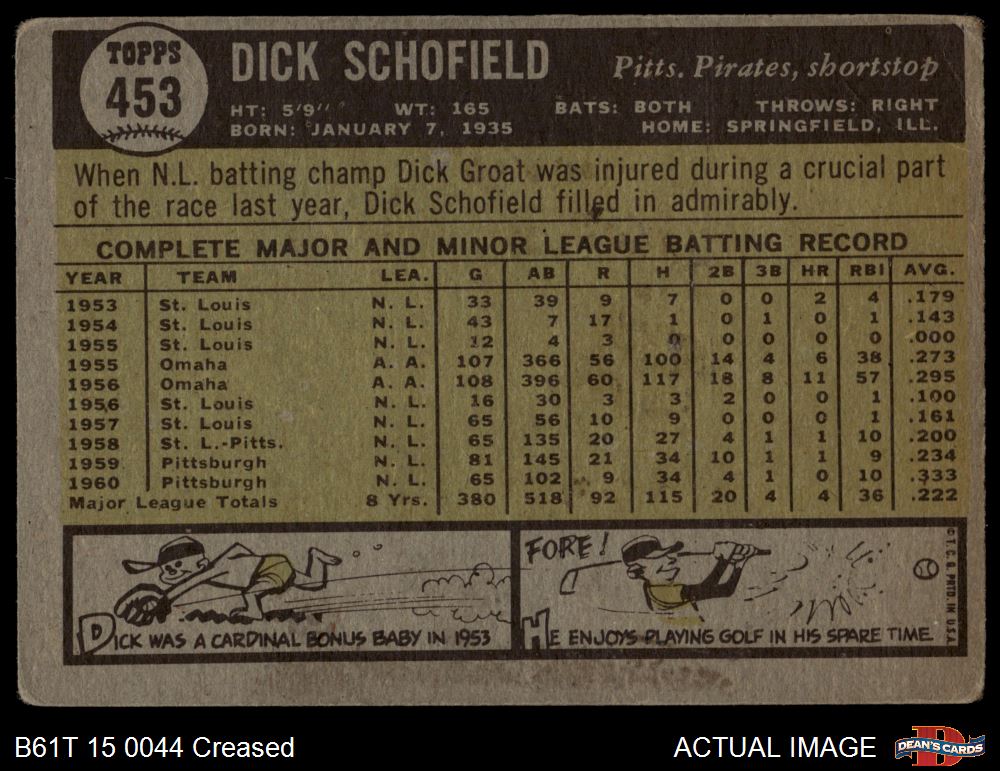 TOPPS
453
DICK SCHOFIELD
Pitts. Pirates, shortstop
HT: 5'9" WT: 165 BATS: BOTH THROWS: RIGHT
BORN: JANUARY 7, 1935 HOME: SPRINGFIELD, ILL.
When N.L. batting champ Dick Groat was injured during a crucial part
of the race last year, Dick Schofield filled in admirably.
COMPLETE MAJOR AND MINOR LEAGUE BATTING RECORD
YEAR TEAM LEA. G AB R H 2B 3B HR RBI AVG.
1953 St. Louis N. L. 33 39 9 7 0 0 2 4 .179
1954 St. Louis N. L. 43 7 17 1 0 1 0 1 .143
1955 St. Louis N. L. 12 4 3 0 0 0 0 0 .000
1955 Omaha A. A. 107 366 56 100 14 4 6 38 .273
1956 Omaha A. A. 108 396 60 117 18 8 11 57 .295
1956 St. Louis N. L. 16 30 3 3 2 0 0 1 .100
1957 St. Louis N. L. 65 56 10 9 0 0 0 1 .161
1958 St. L.-Pitts. N. L. 65 135 20 27 4 1 1 10 .200
1959 Pittsburgh N. L. 81 145 21 34 10 1 1 9 .234
1960 Pittsburgh N. L. 65 102 9 34 4 1 0 10 .333
Major League Totals 8 Yrs. 380 518 92 115 20 4 4 36 .222
DICK WAS A CARDINAL BONUS BABY IN 1953
FORE!
HE ENJOYS PLAYING GOLF IN HIS SPARE TIME
© T. C. G. PRTD. IN U.S.A.
B61T 15 0044 Creased
ACTUAL IMAGE
DEAN'S CARDS